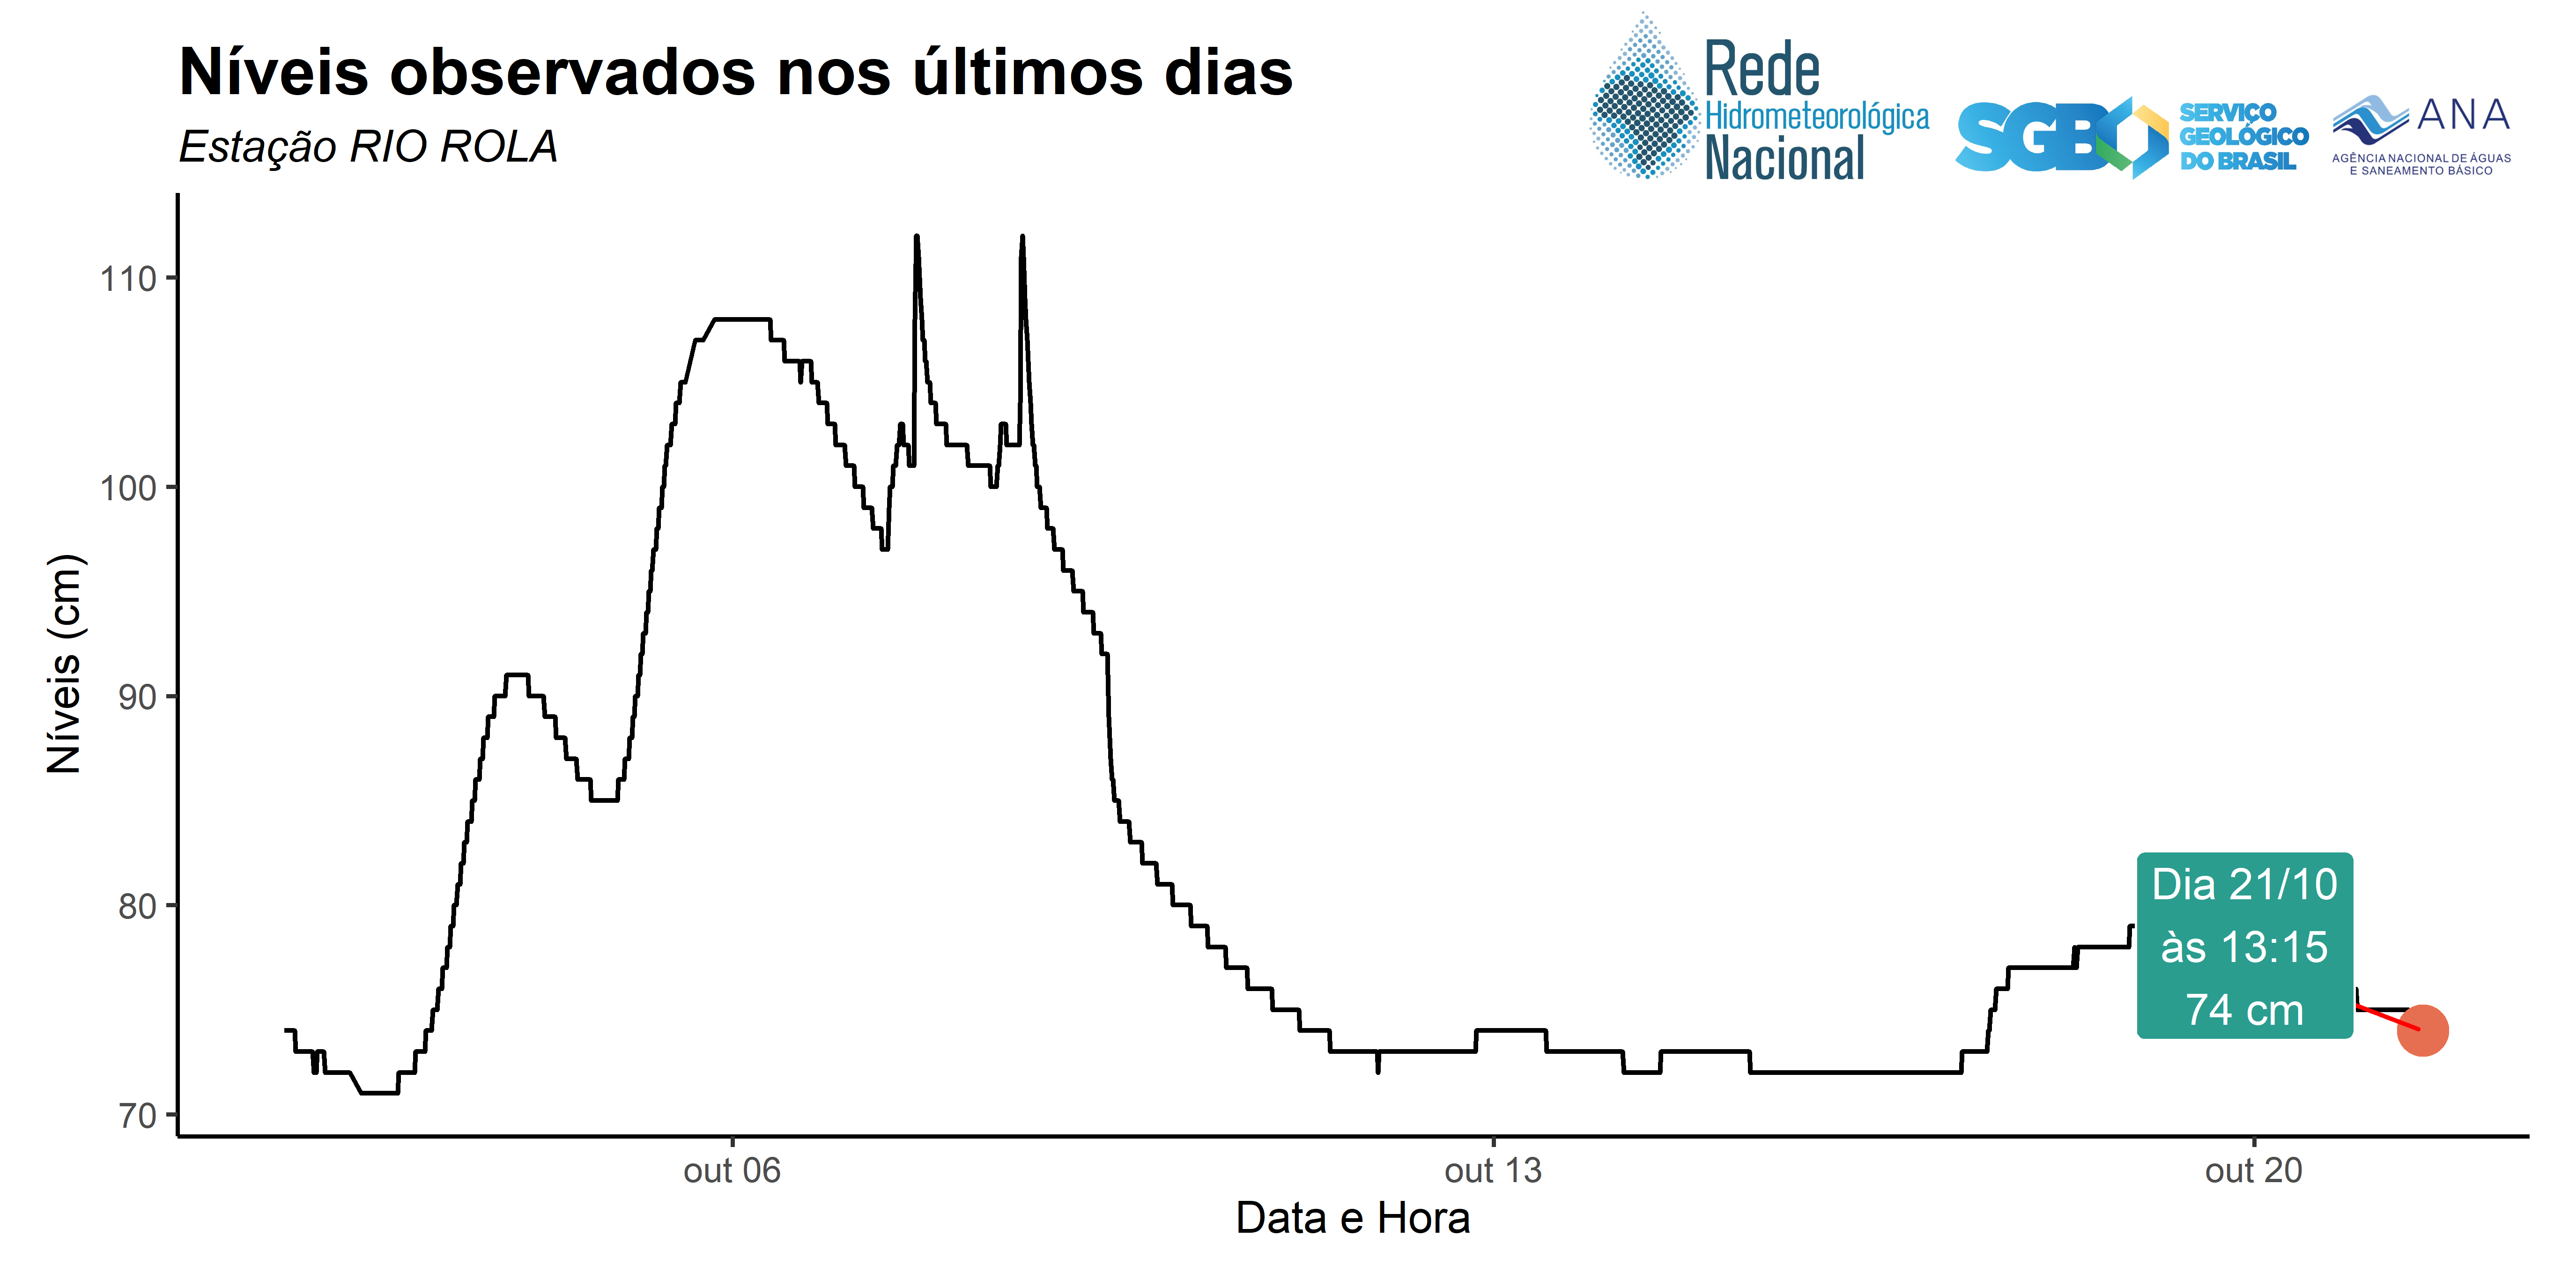 Níveis observados nos últimos dias
Estação RIO ROLA
Rede
Hidrometeorológica
Nacional
SGB
SERVIÇO
GEOLÓGICO
DO BRASIL
ANA
AGÊNCIA NACIONAL DE ÁGUAS
E SANEAMENTO BÁSICO
Níveis (cm)
110
100
90
80
70
Dia 21/10
às 13:15
74 cm
out 06
out 13
out 20
Data e Hora